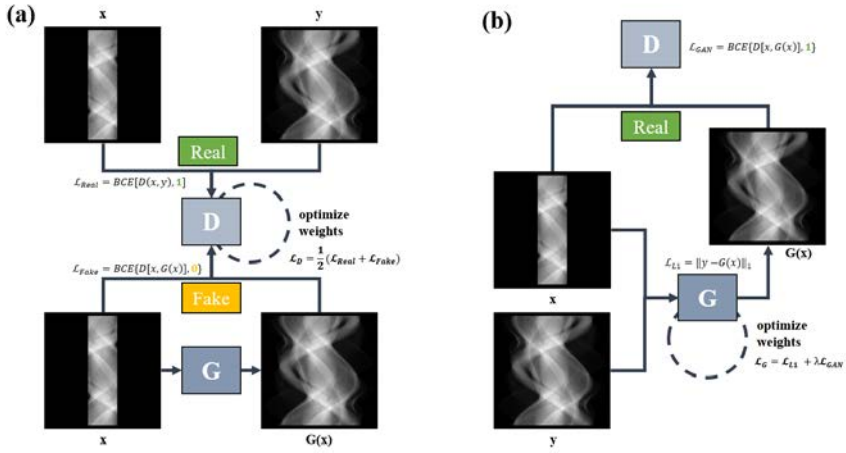 (a)
x
y
Real
ℒ_Real = BCE[D(x, y), 1]
D
optimize
weights
ℒ_D = 1/2 (ℒ_Real + ℒ_Fake)
ℒ_Fake = BCE{D[x, G(x)], 0}
Fake
G
x
G(x)
(b)
D
ℒ_GAN = BCE{D[x, G(x)], 1}
Real
x
G(x)
ℒ_L1 = ‖y − G(x)‖₁
G
optimize
weights
ℒ_G = ℒ_L1 + λℒ_GAN
y